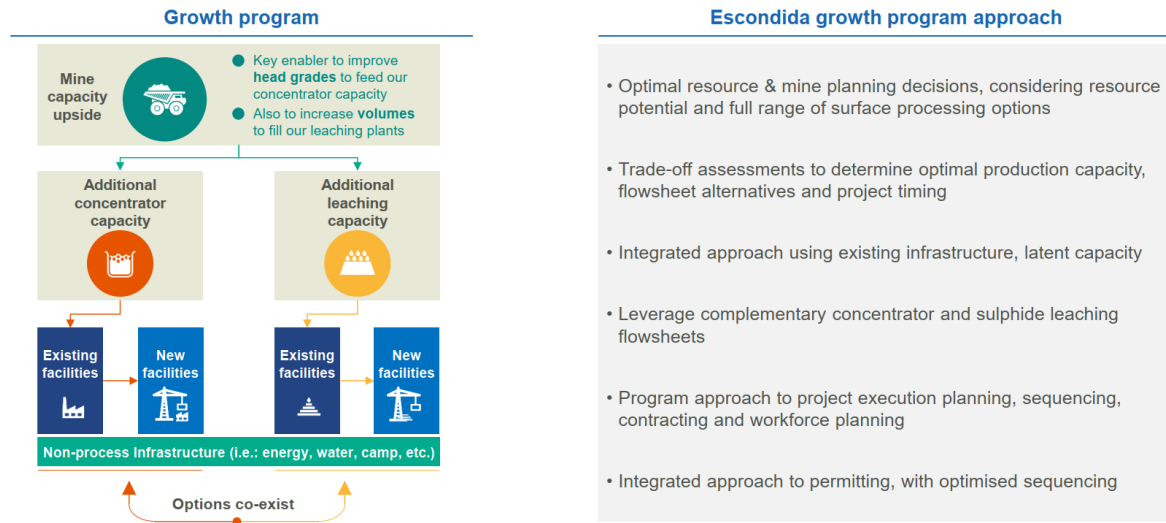 Growth program
Mine
capacity
upside
Key enabler to improve
head grades to feed our
concentrator capacity
Also to increase volumes
to fill our leaching plants
Additional
concentrator
capacity
Additional
leaching
capacity
Existing
facilities
New
facilities
Existing
facilities
New
facilities
Non-process Infrastructure (i.e.: energy, water, camp, etc.)
Options co-exist
Escondida growth program approach
• Optimal resource & mine planning decisions, considering resource
potential and full range of surface processing options
• Trade-off assessments to determine optimal production capacity,
flowsheet alternatives and project timing
• Integrated approach using existing infrastructure, latent capacity
• Leverage complementary concentrator and sulphide leaching
flowsheets
• Program approach to project execution planning, sequencing,
contracting and workforce planning
• Integrated approach to permitting, with optimised sequencing